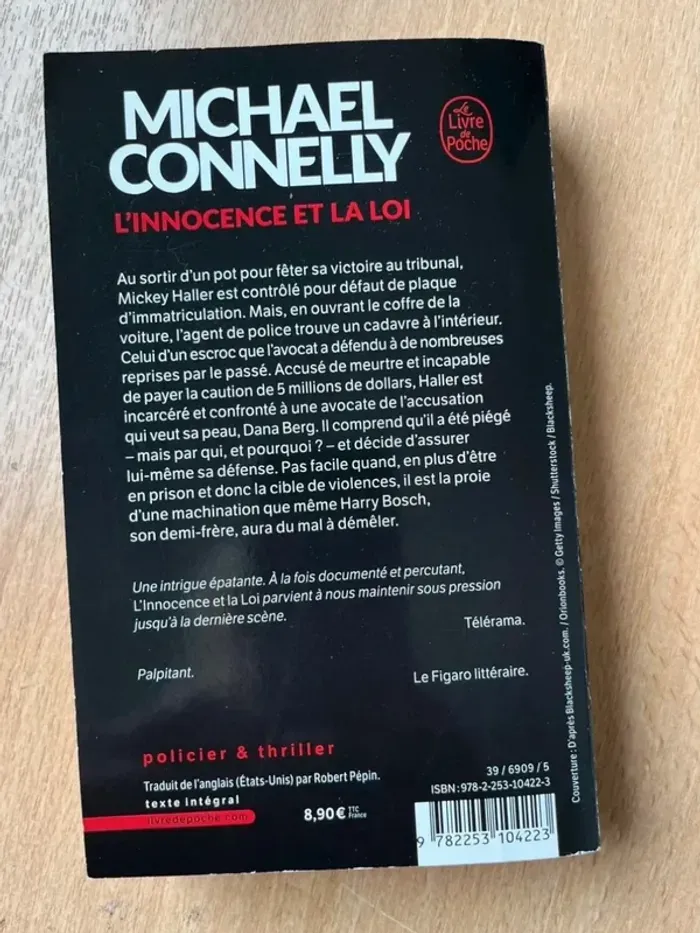 MICHAEL
CONNELLY
L'INNOCENCE ET LA LOI
Le
Livre
de
Poche
Au sortir d'un pot pour fêter sa victoire au tribunal,
Mickey Haller est contrôlé pour défaut de plaque
d'immatriculation. Mais, en ouvrant le coffre de la
voiture, l'agent de police trouve un cadavre à l'intérieur.
Celui d'un escroc que l'avocat a défendu à de nombreuses
reprises par le passé. Accusé de meurtre et incapable
de payer la caution de 5 millions de dollars, Haller est
incarcéré et confronté à une avocate de l'accusation
qui veut sa peau, Dana Berg. Il comprend qu'il a été piégé
– mais par qui, et pourquoi ? – et décide d'assurer
lui-même sa défense. Pas facile quand, en plus d'être
en prison et donc la cible de violences, il est la proie
d'une machination que même Harry Bosch,
son demi-frère, aura du mal à démêler.
Une intrigue épatante. À la fois documenté et percutant,
L'Innocence et la Loi parvient à nous maintenir sous pression
jusqu'à la dernière scène.
Télérama.
Palpitant.
Le Figaro littéraire.
policier & thriller
Traduit de l'anglais (États-Unis) par Robert Pépin.
texte intégral
livredepoche.com
8,90 € TTC
France
39 / 6909 / 5
ISBN : 978-2-253-10422-3
9 782253 104223
Couverture : D'après Blacksheep-uk.com. / Orionbooks. © Getty Images / Shutterstock / Blacksheep.